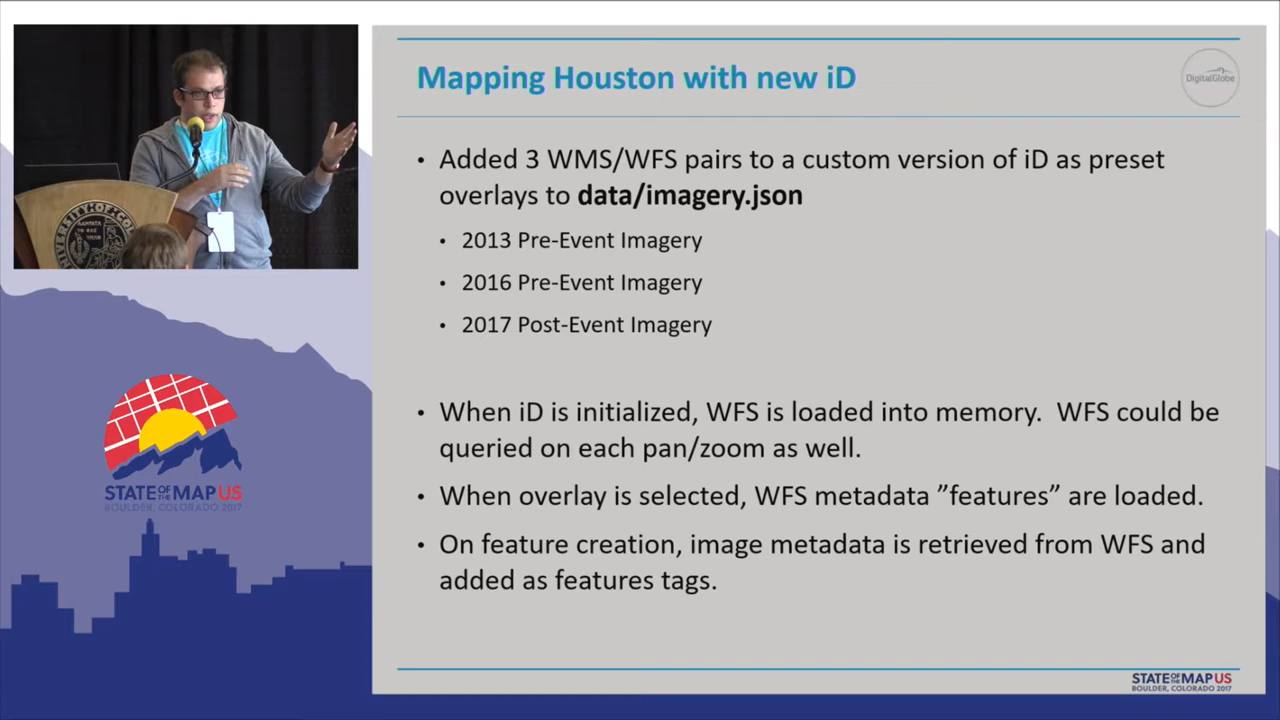 Mapping Houston with new iD
DigitalGlobe
• Added 3 WMS/WFS pairs to a custom version of iD as preset
overlays to data/imagery.json
• 2013 Pre-Event Imagery
• 2016 Pre-Event Imagery
• 2017 Post-Event Imagery
• When iD is initialized, WFS is loaded into memory.  WFS could be
queried on each pan/zoom as well.
• When overlay is selected, WFS metadata ”features” are loaded.
• On feature creation, image metadata is retrieved from WFS and
added as features tags.
STATE OF THE MAP US
BOULDER, COLORADO 2017
STATE OF THE MAP US
BOULDER, COLORADO 2017